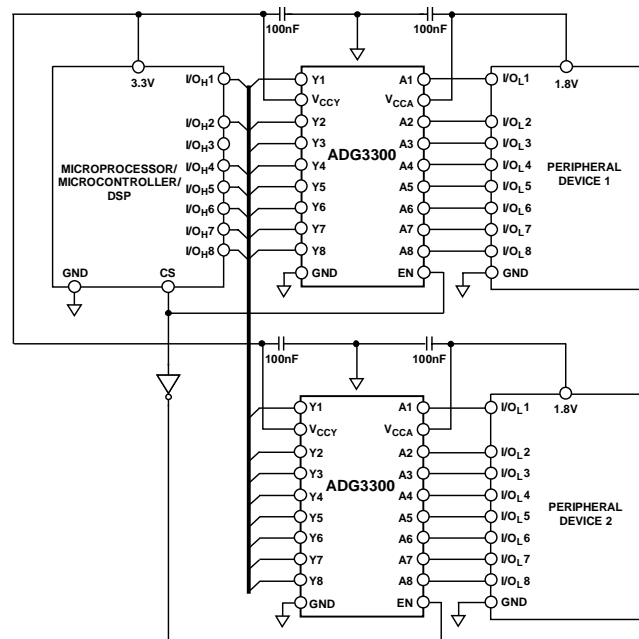 100nF
100nF
3.3V
I/OH1
I/OH2
I/OH3
I/OH4
I/OH5
I/OH6
I/OH7
I/OH8
MICROPROCESSOR/
MICROCONTROLLER/
DSP
GND
CS
Y1
VCCY
Y2
Y3
Y4
Y5
Y6
Y7
Y8
GND
ADG3300
A1
VCCA
A2
A3
A4
A5
A6
A7
A8
EN
1.8V
I/OL1
I/OL2
I/OL3
I/OL4
I/OL5
I/OL6
I/OL7
I/OL8
GND
PERIPHERAL
DEVICE 1
100nF
100nF
Y1
VCCY
Y2
Y3
Y4
Y5
Y6
Y7
Y8
GND
ADG3300
A1
VCCA
A2
A3
A4
A5
A6
A7
A8
EN
1.8V
I/OL1
I/OL2
I/OL3
I/OL4
I/OL5
I/OL6
I/OL7
I/OL8
GND
PERIPHERAL
DEVICE 2